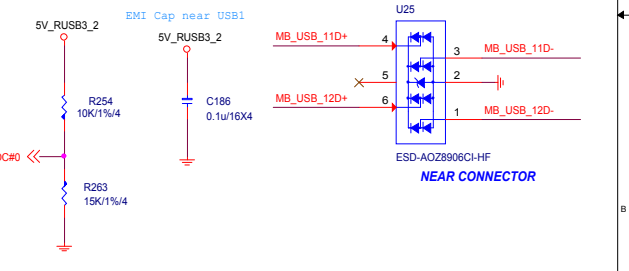 EMI Cap near USB1
5V_RUSB3_2
R254
10K/1%/4
OC#0
R263
15K/1%/4
5V_RUSB3_2
C186
0.1u/16X4
U25
MB_USB_11D+
4
3
MB_USB_11D-
5
2
MB_USB_12D+
6
1
MB_USB_12D-
ESD-AOZ8906CI-HF
NEAR CONNECTOR
B